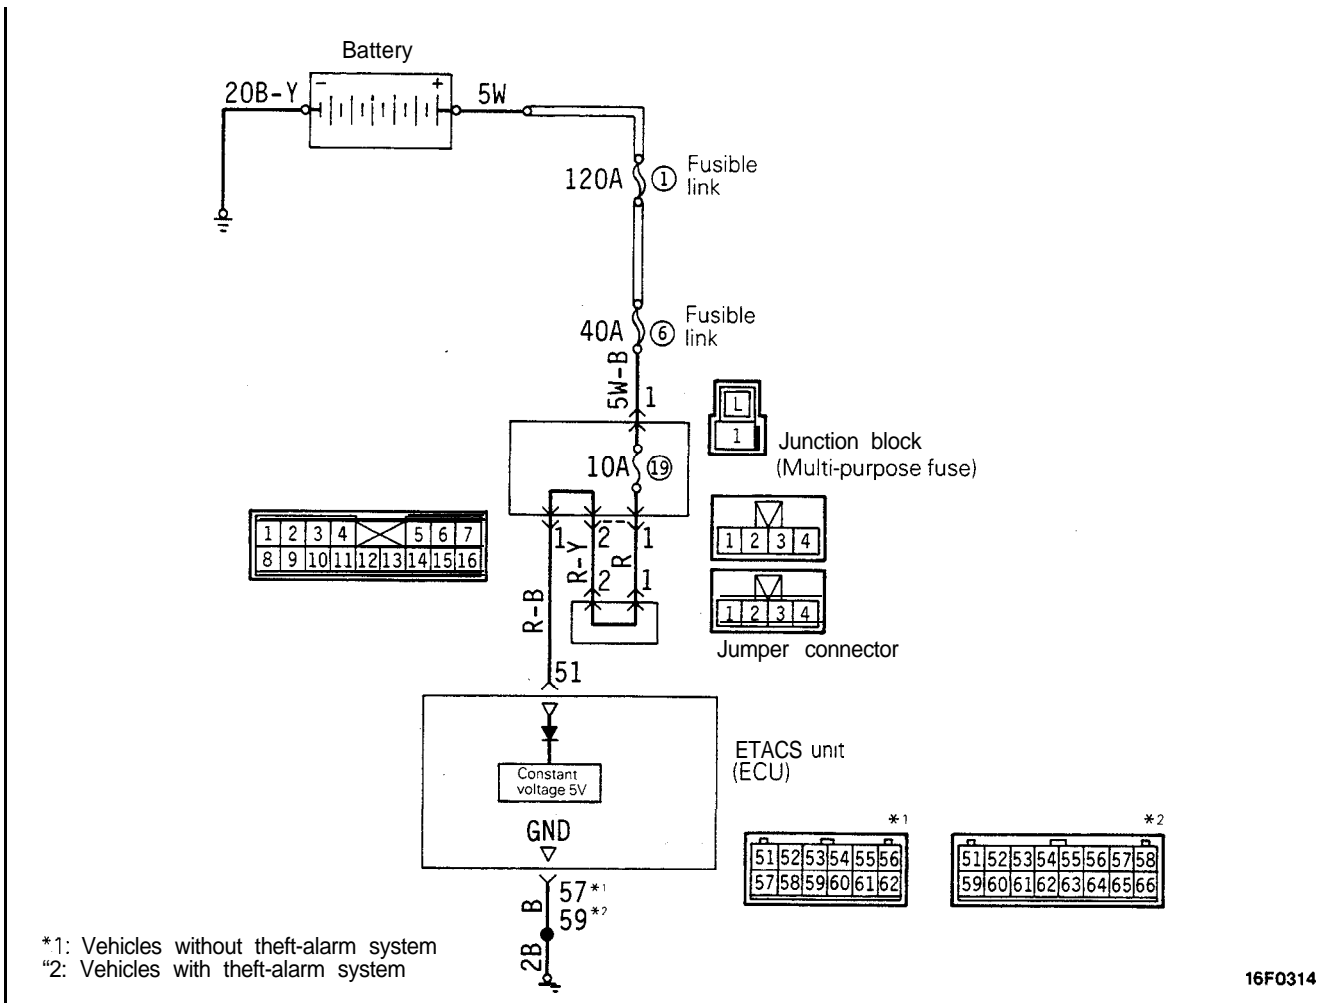 Battery
20B-Y
-
+
5W
120A
1
Fusible
link
40A
6
Fusible
link
5W-B
1
L
1
Junction block
(Multi-purpose fuse)
10A
19
1 2 3 4 5 6 7
8 9 10 11 12 13 14 15 16
1
2
1
R-Y
R
1 2 3 4
2
1
R-B
1 2 3 4
Jumper connector
51
ETACS unit
(ECU)
Constant
voltage 5V
GND
*1
*2
51 52 53 54 55 56
57 58 59 60 61 62
51 52 53 54 55 56 57 58
59 60 61 62 63 64 65 66
57*1
59*2
B
2B
*1: Vehicles without theft-alarm system
“2: Vehicles with theft-alarm system
16F0314